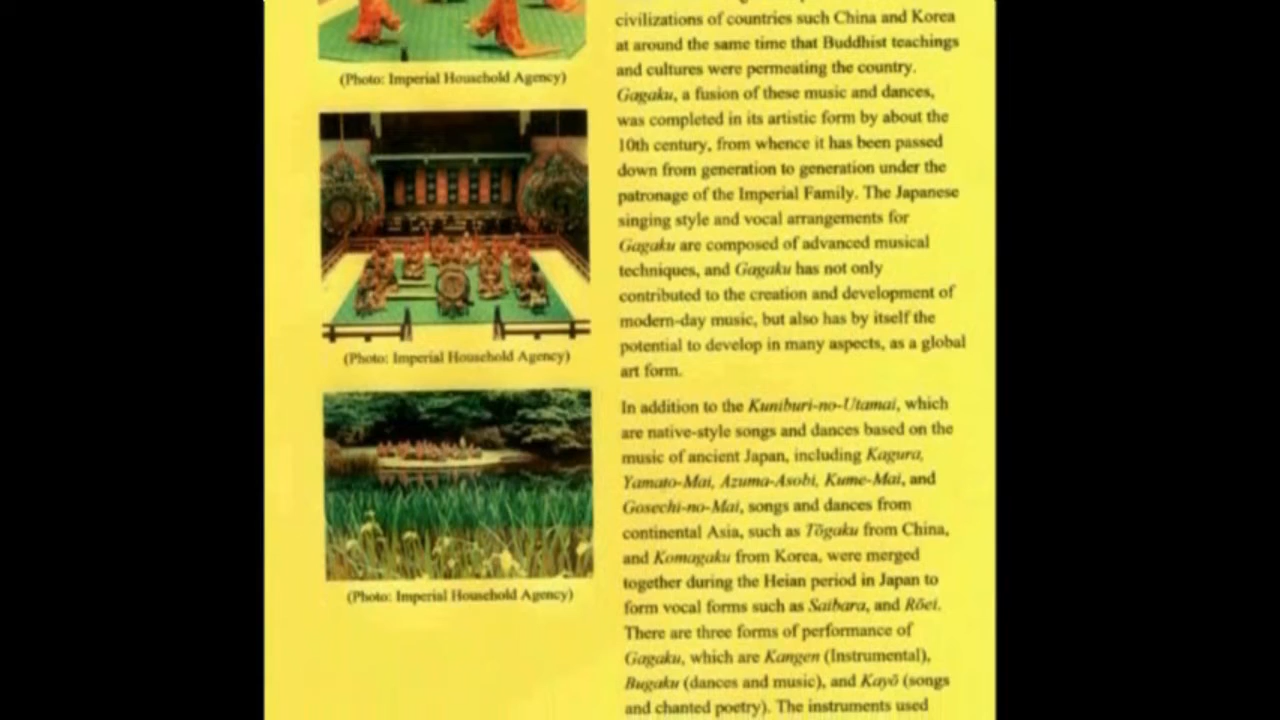 (Photo: Imperial Household Agency)
(Photo: Imperial Household Agency)
(Photo: Imperial Household Agency)
civilizations of countries such China and Korea
at around the same time that Buddhist teachings
and cultures were permeating the country.
Gagaku, a fusion of these music and dances,
was completed in its artistic form by about the
10th century, from whence it has been passed
down from generation to generation under the
patronage of the Imperial Family. The Japanese
singing style and vocal arrangements for
Gagaku are composed of advanced musical
techniques, and Gagaku has not only
contributed to the creation and development of
modern-day music, but also has by itself the
potential to develop in many aspects, as a global
art form.
In addition to the Kuniburi-no-Utamai, which
are native-style songs and dances based on the
music of ancient Japan, including Kagura,
Yamato-Mai, Azuma-Asobi, Kume-Mai, and
Gosechi-no-Mai, songs and dances from
continental Asia, such as Tōgaku from China,
and Komagaku from Korea, were merged
together during the Heian period in Japan to
form vocal forms such as Saibara, and Rōei.
There are three forms of performance of
Gagaku, which are Kangen (Instrumental),
Bugaku (dances and music), and Kayō (songs
and chanted poetry). The instruments used